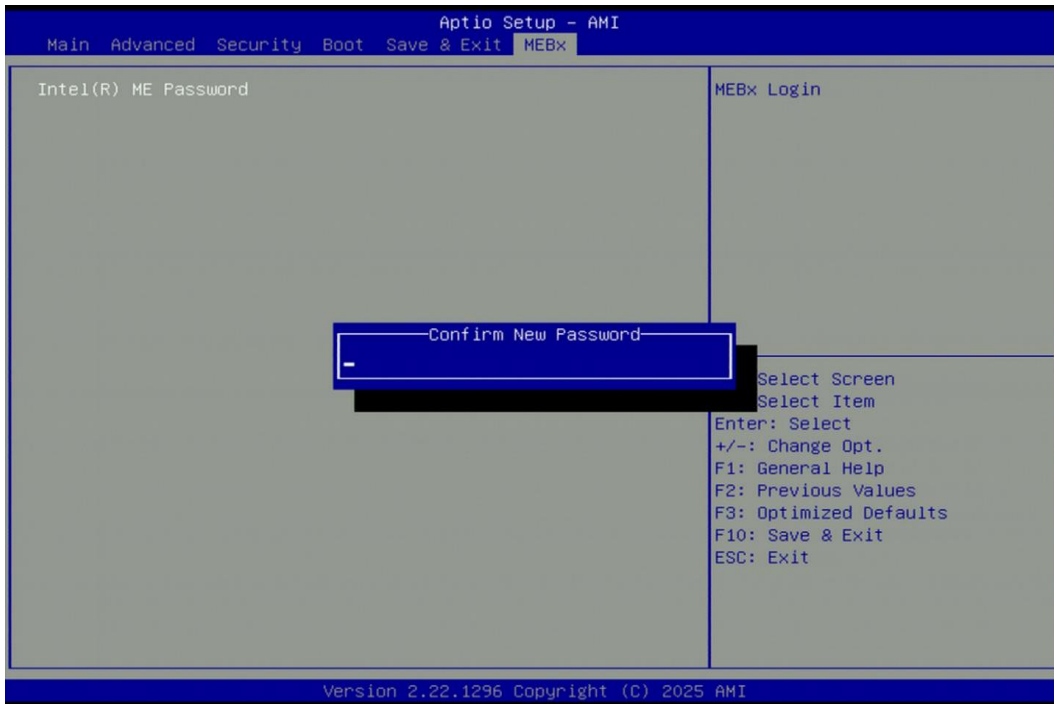 Aptio Setup - AMI
Main Advanced Security Boot Save & Exit MEBx
Intel(R) ME Password
MEBx Login
Confirm New Password
Select Screen
Select Item
Enter: Select
+/-: Change Opt.
F1: General Help
F2: Previous Values
F3: Optimized Defaults
F10: Save & Exit
ESC: Exit
Version 2.22.1296 Copyright (C) 2025 AMI